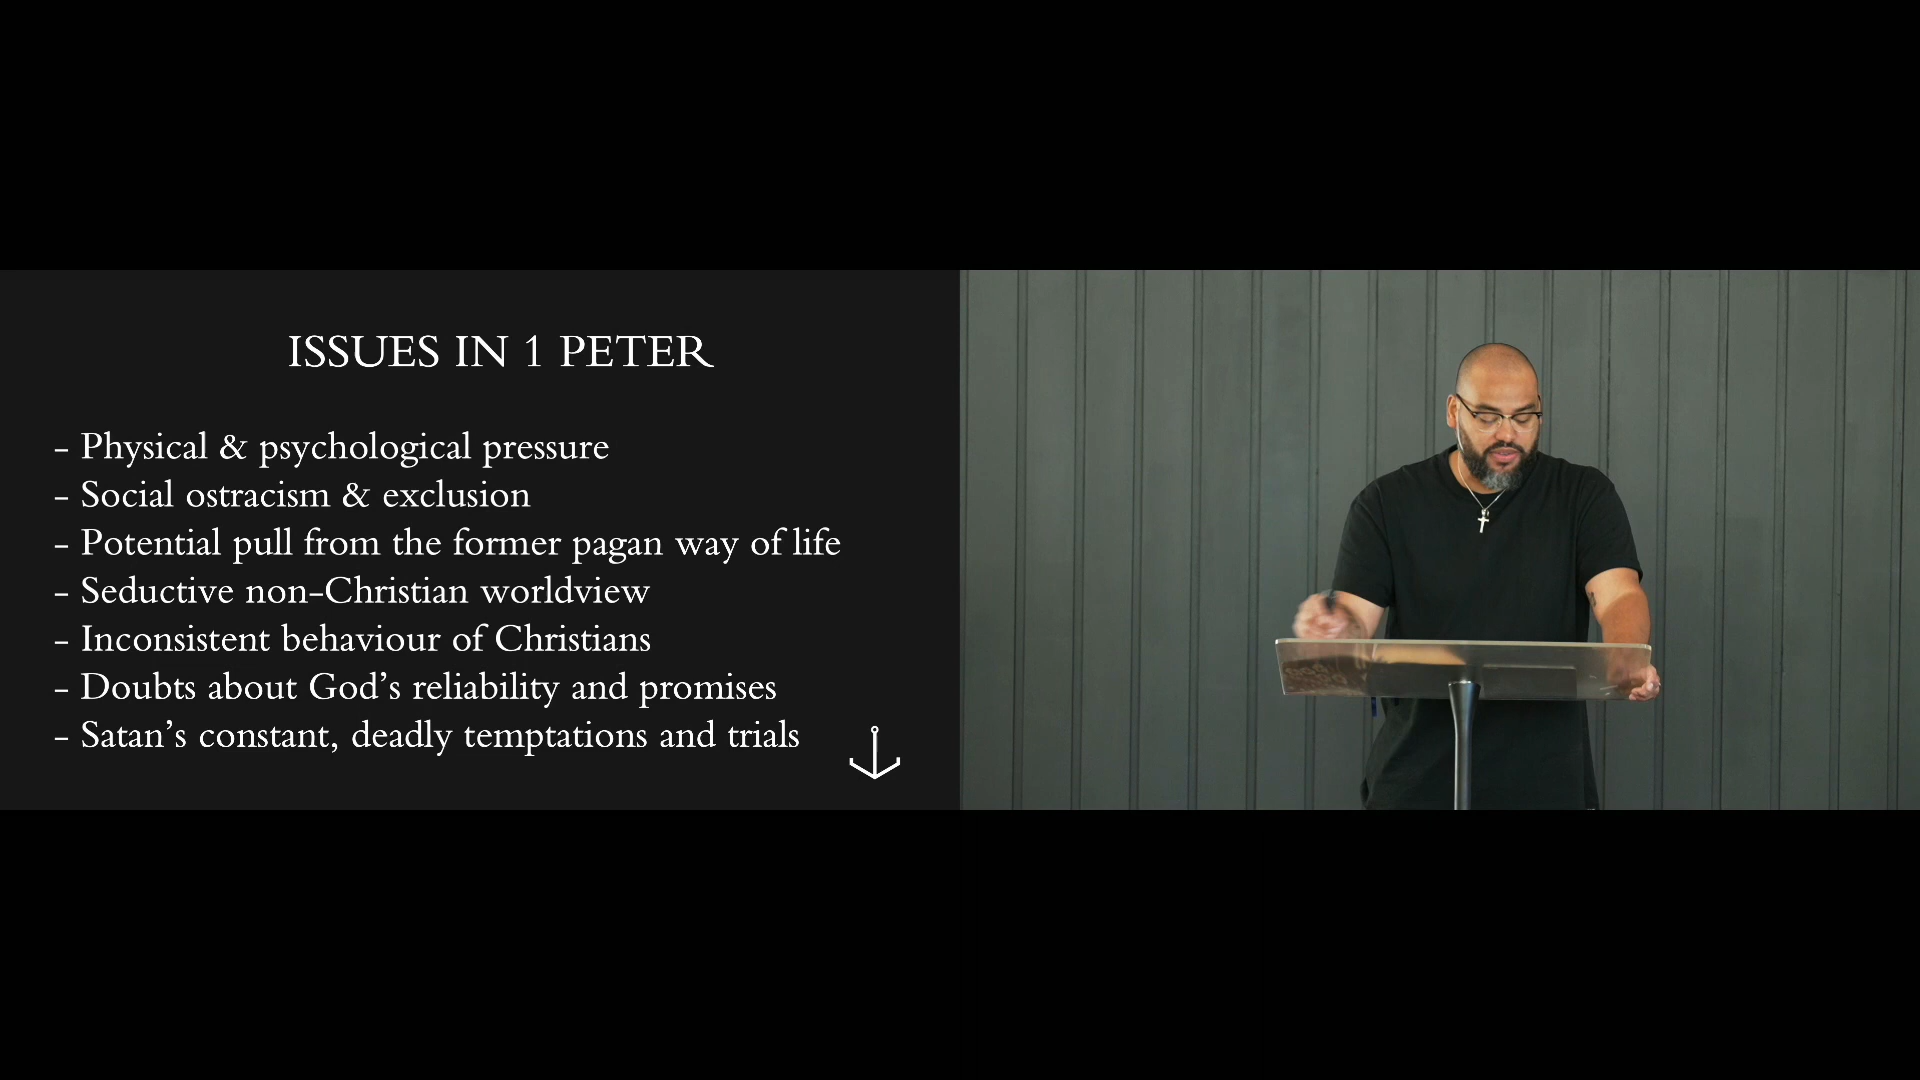 ISSUES IN 1 PETER
- Physical & psychological pressure
- Social ostracism & exclusion
- Potential pull from the former pagan way of life
- Seductive non-Christian worldview
- Inconsistent behaviour of Christians
- Doubts about God’s reliability and promises
- Satan’s constant, deadly temptations and trials